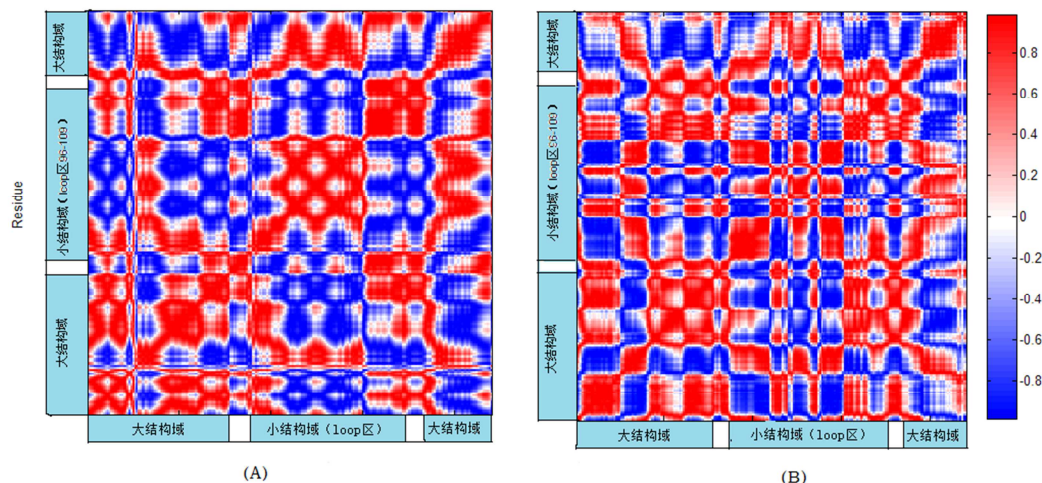 大结构域
小结构域(loop区96-109)
大结构域
Residue
大结构域
小结构域(loop区)
大结构域
(A)
大结构域
小结构域(loop区96-109)
大结构域
大结构域
小结构域(loop区)
大结构域
(B)
0.8
0.6
0.4
0.2
0
-0.2
-0.4
-0.6
-0.8